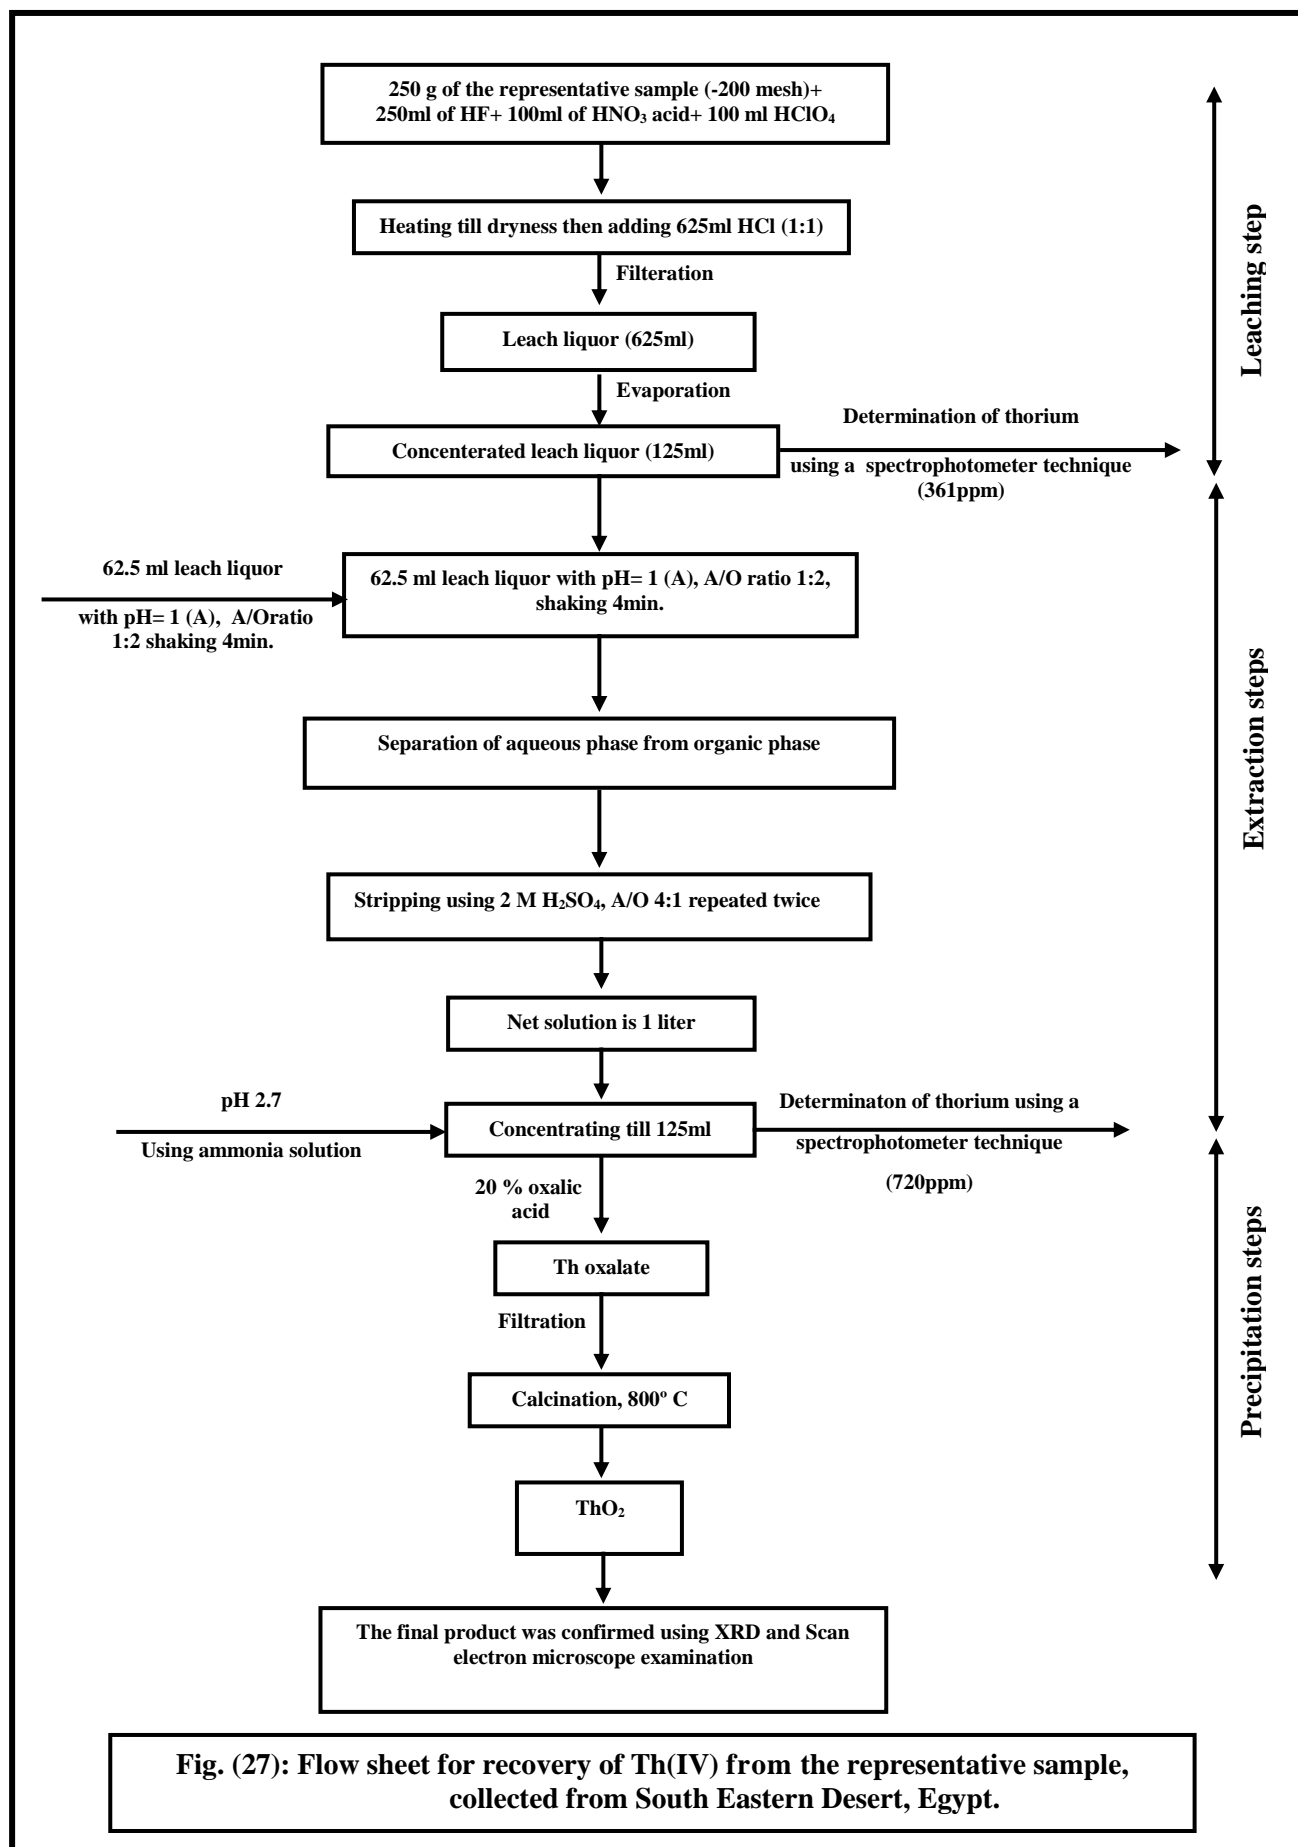 250 g of the representative sample (-200 mesh)+
250ml of HF+ 100ml of HNO₃ acid+ 100 ml HClO₄
Heating till dryness then adding 625ml HCl (1:1)
Filteration
Leach liquor (625ml)
Evaporation
Concenterated leach liquor (125ml)
Determination of thorium
using a spectrophotometer technique
(361ppm)
Leaching step
62.5 ml leach liquor
with pH= 1 (A), A/Oratio
1:2 shaking 4min.
62.5 ml leach liquor with pH= 1 (A), A/O ratio 1:2,
shaking 4min.
Separation of aqueous phase from organic phase
Stripping using 2 M H₂SO₄, A/O 4:1 repeated twice
Net solution is 1 liter
Extraction steps
pH 2.7
Using ammonia solution
Concentrating till 125ml
Determinaton of thorium using a
spectrophotometer technique
(720ppm)
20 % oxalic
acid
Th oxalate
Filtration
Calcination, 800º C
ThO₂
Precipitation steps
The final product was confirmed using XRD and Scan
electron microscope examination
Fig. (27): Flow sheet for recovery of Th(IV) from the representative sample,
collected from South Eastern Desert, Egypt.